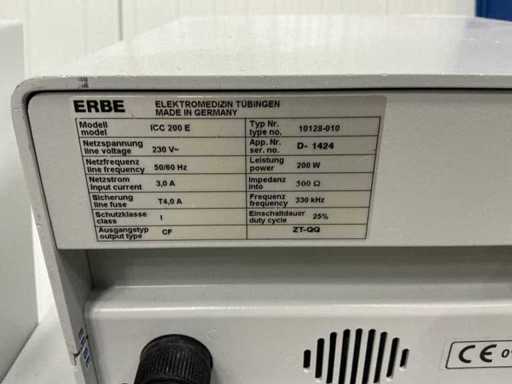 ERBE ELEKTROMEDIZIN TÜBINGEN
MADE IN GERMANY
Modell
model ICC 200 E
Typ Nr.
type no. 10128-010
Netzspannung
line voltage 230 V~
App. Nr.
ser. no. D- 1424
Netzfrequenz
line frequency 50/60 Hz
Leistung
power 200 W
Netzstrom
input current 3,0 A
Impedanz
into 500 Ω
Sicherung
line fuse T4,0 A
Frequenz
frequency 330 kHz
Schutzklasse
class I
Einschaltdauer
duty cycle 25%
Ausgangstyp
output type CF
ZT-QQ
CE 0